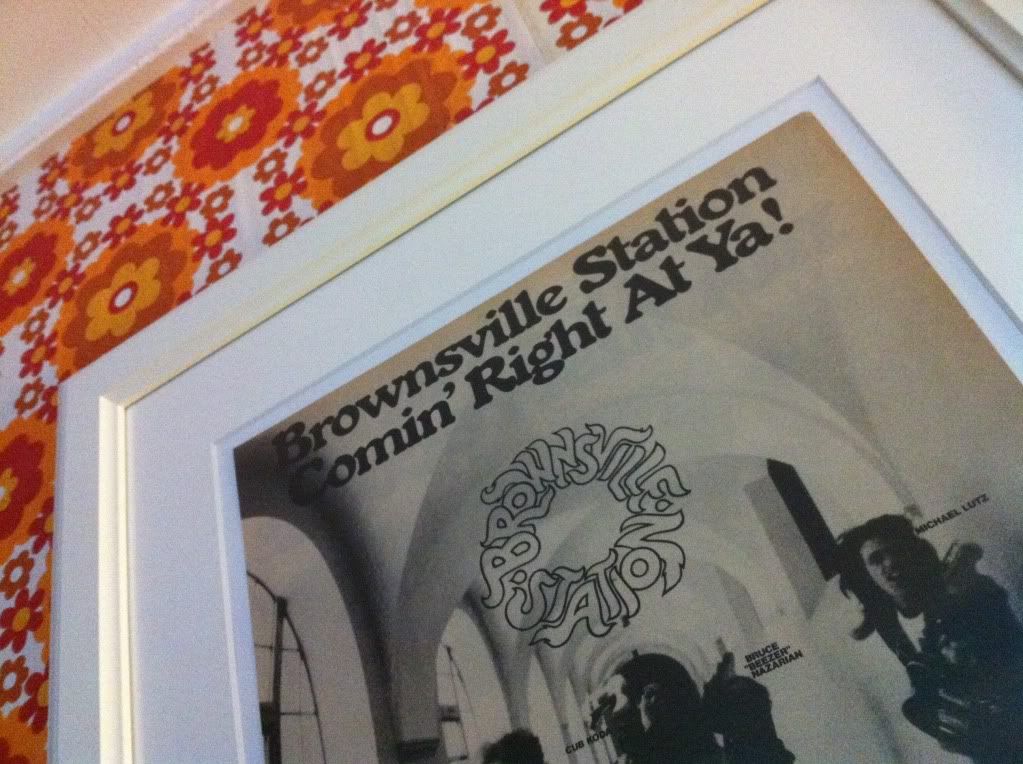 Brownsville Station
Comin' Right At Ya!
BROWNSVILLE
STATION
MICHAEL LUTZ
BRUCE
"BEEZER"
NAZARIAN
CUB KODA